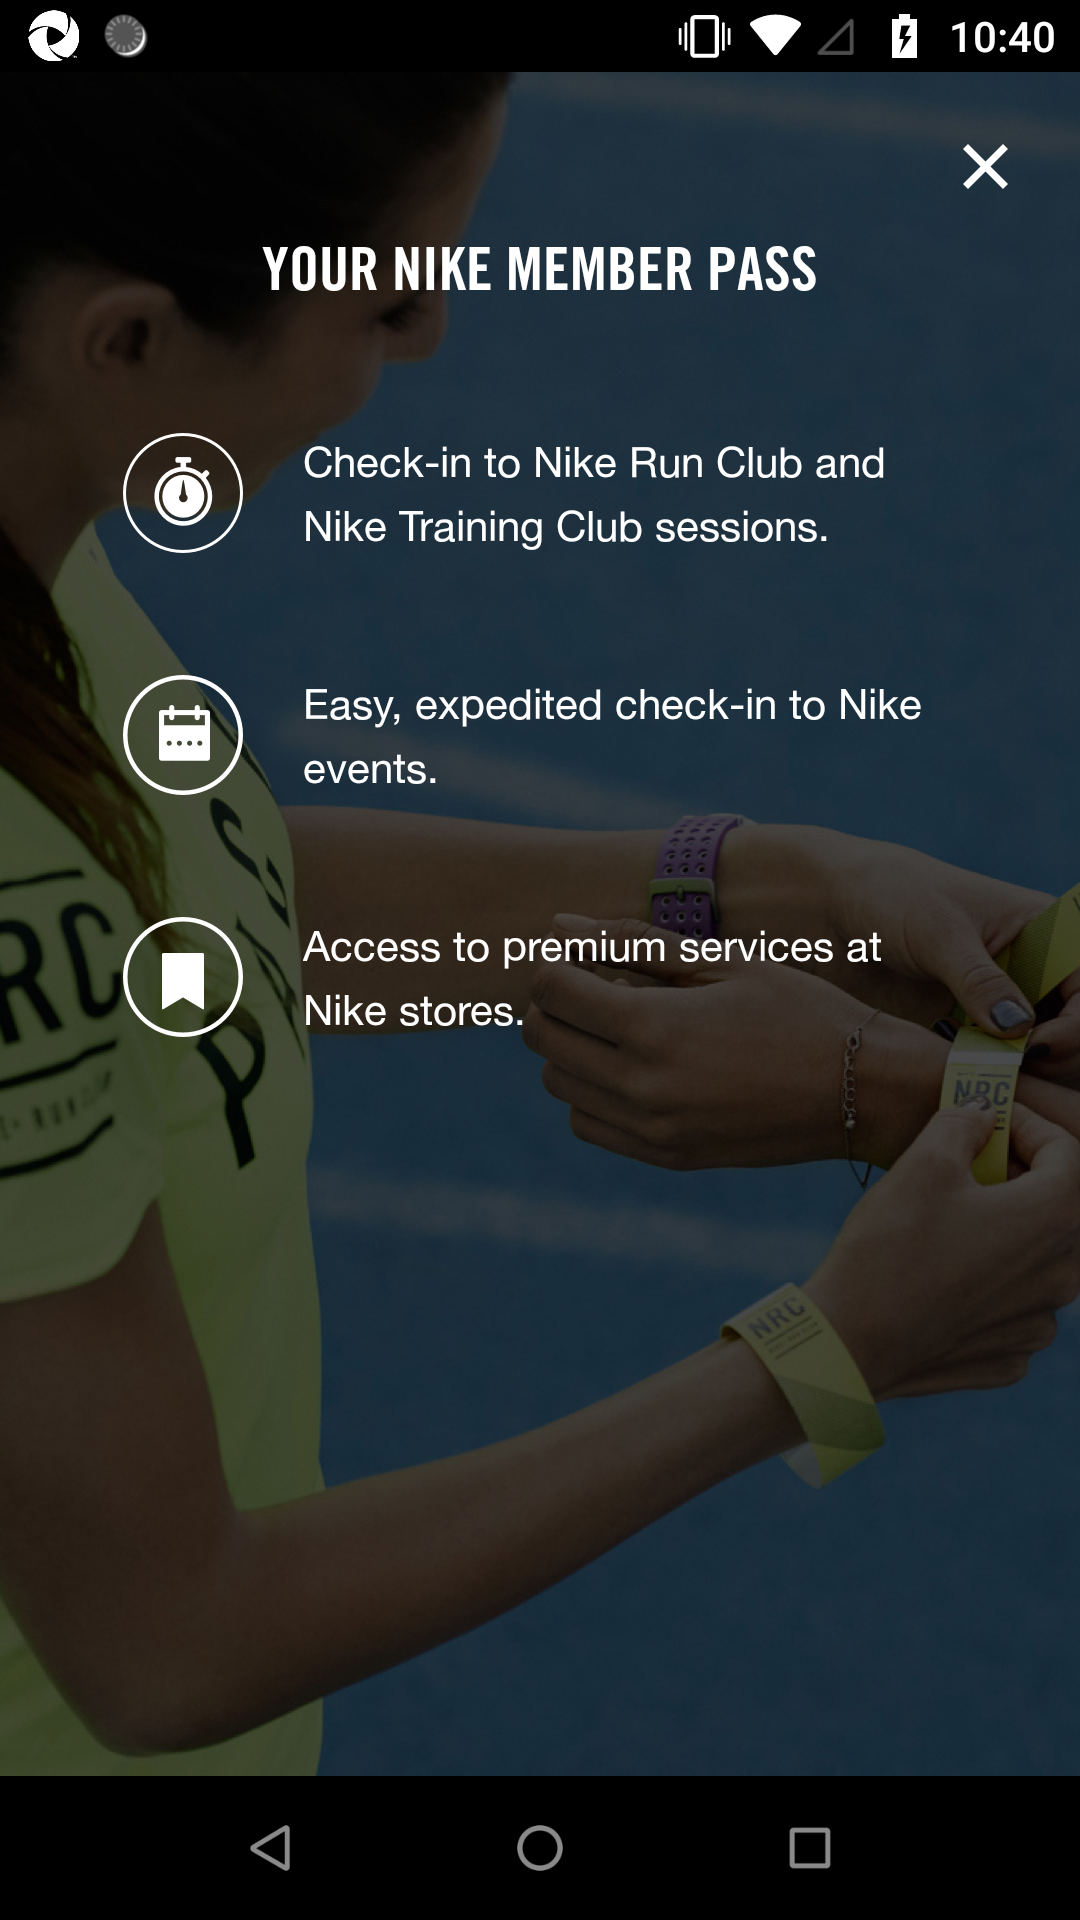 10:40
YOUR NIKE MEMBER PASS
Check-in to Nike Run Club and
Nike Training Club sessions.
Easy, expedited check-in to Nike
events.
Access to premium services at
Nike stores.
RC
NRC
NRC